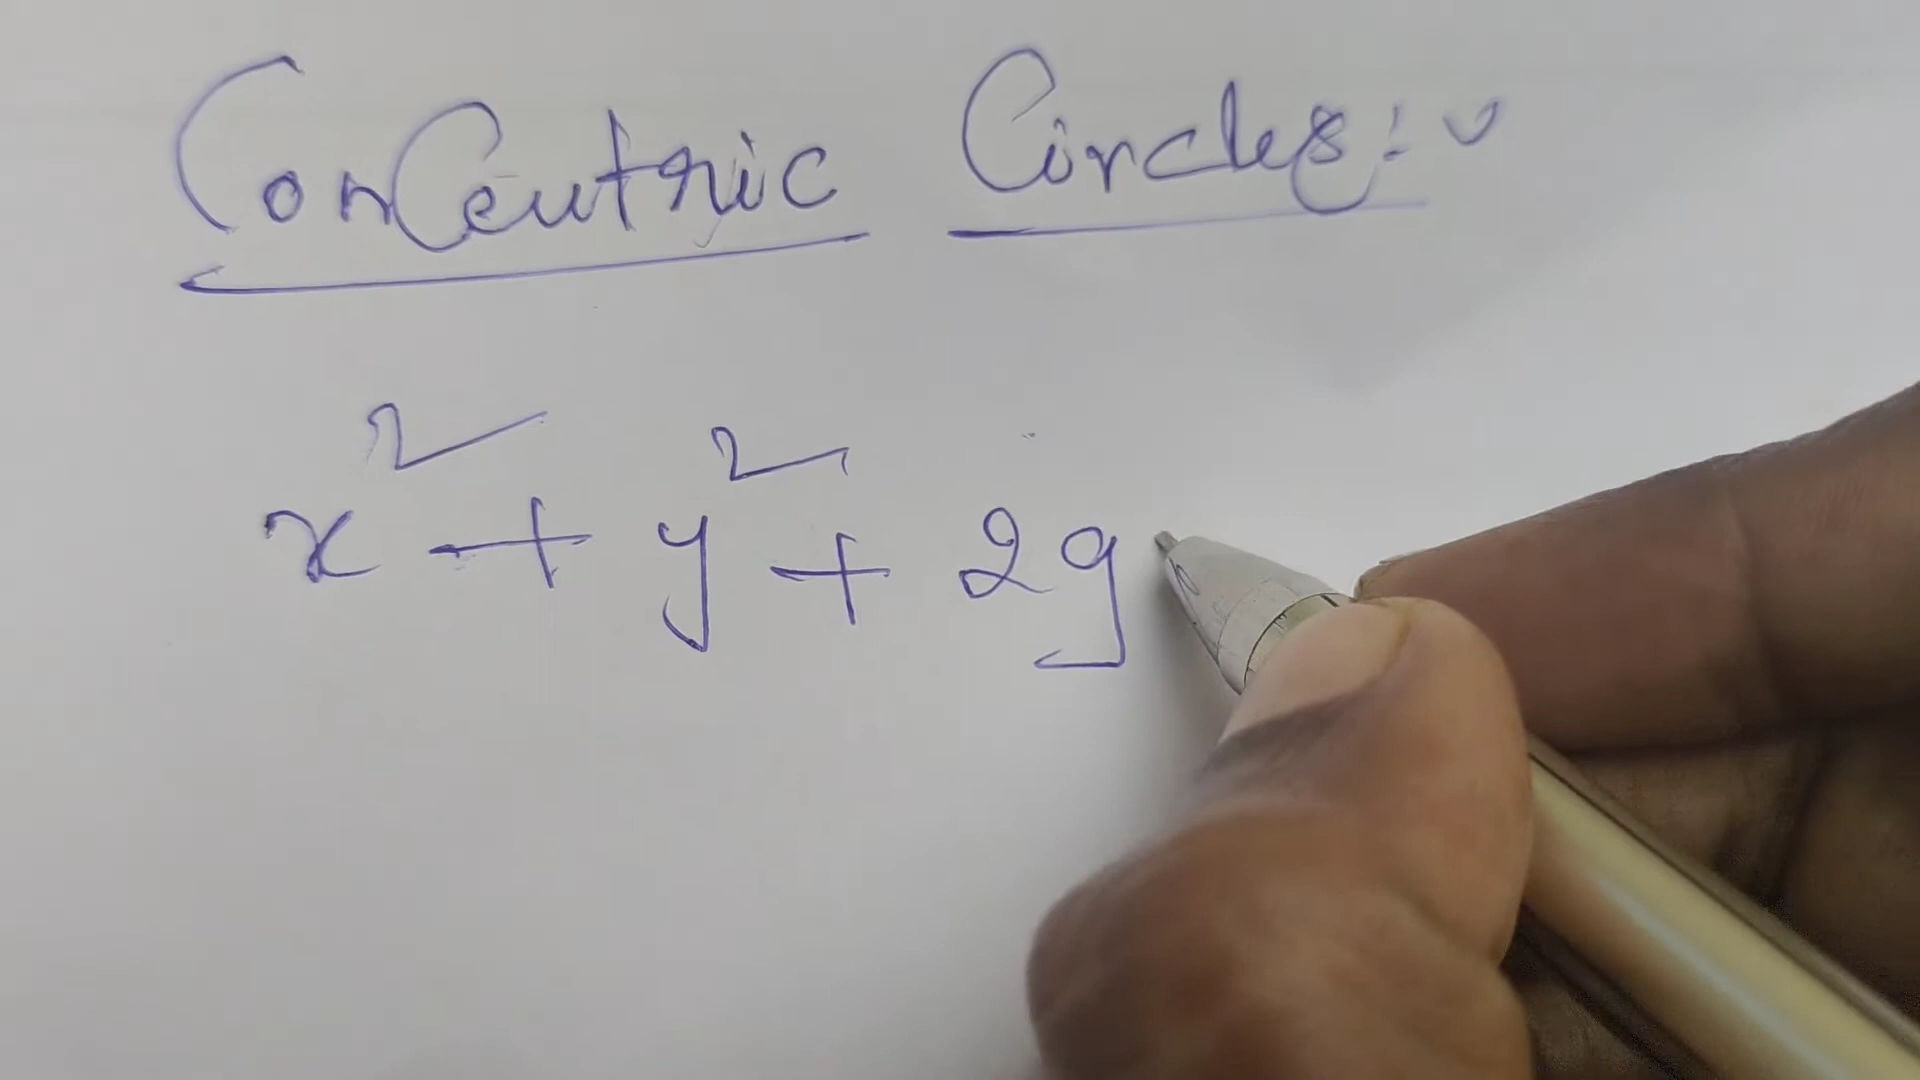 Concentric Circles:-
x² + y² + 2g